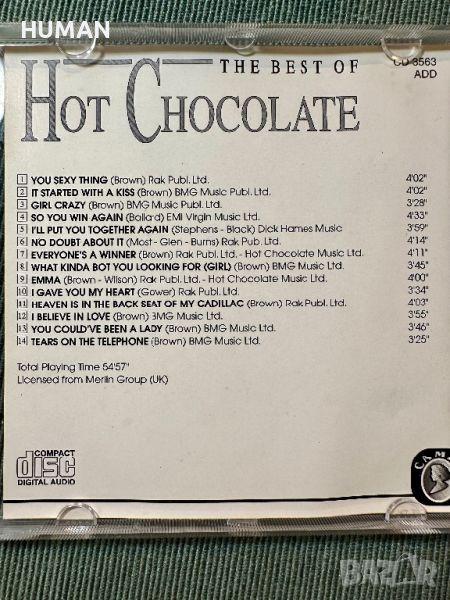 HUMAN
THE BEST OF
CD 3563
ADD
HOT CHOCOLATE
1 YOU SEXY THING (Brown) Rak Publ. Ltd. 4'02"
2 IT STARTED WITH A KISS (Brown) BMG Music Publ. Ltd. 4'02"
3 GIRL CRAZY (Brown) BMG Music Publ. Ltd. 3'28"
4 SO YOU WIN AGAIN (Ballard) EMI Virgin Music Ltd. 4'33"
5 I'LL PUT YOU TOGETHER AGAIN (Stephens - Black) Dick Hames Music 3'59"
6 NO DOUBT ABOUT IT (Most - Glen - Burns) Rak Pub. Ltd. 4'14"
7 EVERYONE'S A WINNER (Brown) Rak Publ. Ltd. - Hot Chocolate Music Ltd. 4'11"
8 WHAT KINDA BOT YOU LOOKING FOR (GIRL) (Brown) BMG Music Publ. Ltd. 3'45"
9 EMMA (Brown - Wilson) Rak Publ. Ltd. - Hot Chocolate Music Ltd. 4'00"
10 I GAVE YOU MY HEART (Gower) Rak Publ. Ltd. 3'34"
11 HEAVEN IS IN THE BACK SEAT OF MY CADILLAC (Brown) Rak Publ. Ltd. 4'03"
12 I BELIEVE IN LOVE (Brown) BMG Music Ltd. 3'55"
13 YOU COULD'VE BEEN A LADY (Brown) BMG Music Ltd. 3'46"
14 TEARS ON THE TELEPHONE (Brown) BMG Music Ltd. 3'25"
Total Playing Time 54'57"
Licensed from Merlin Group (UK)
COMPACT
disc
DIGITAL AUDIO
BAZAR